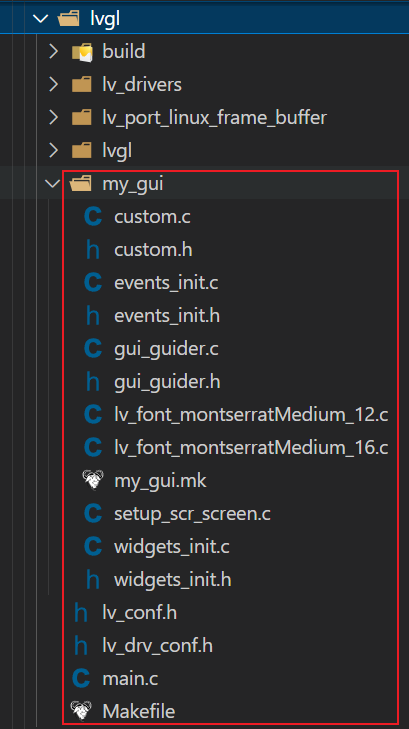 lvgl
build
lv_drivers
lv_port_linux_frame_buffer
lvgl
my_gui
C custom.c
h custom.h
C events_init.c
h events_init.h
C gui_guider.c
h gui_guider.h
C lv_font_montserratMedium_12.c
C lv_font_montserratMedium_16.c
my_gui.mk
C setup_scr_screen.c
C widgets_init.c
h widgets_init.h
h lv_conf.h
h lv_drv_conf.h
C main.c
Makefile